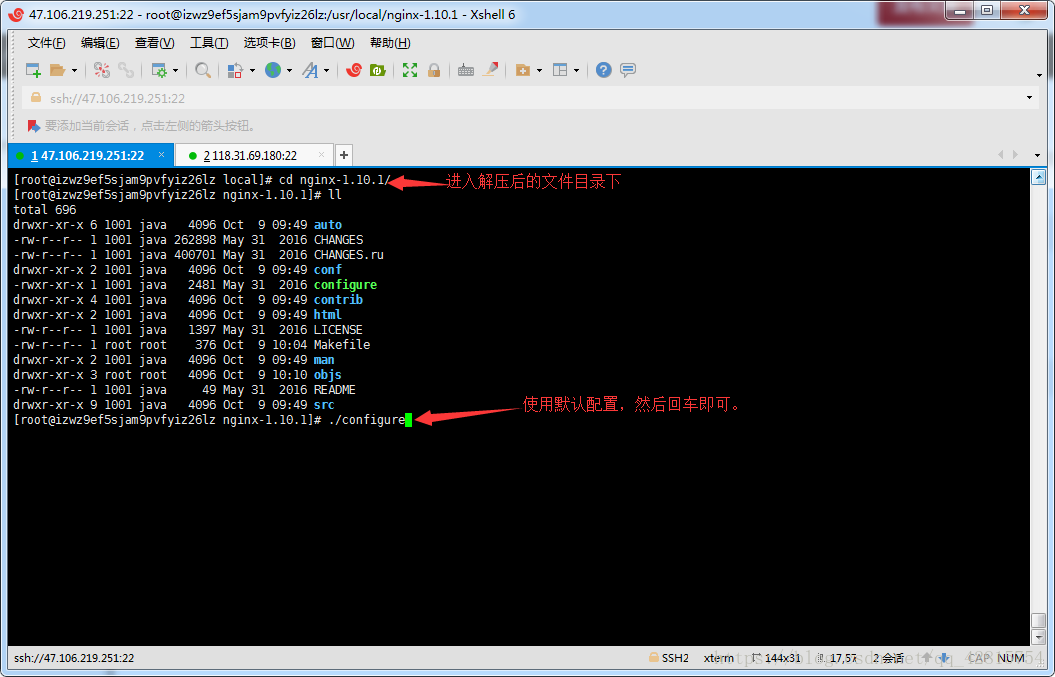 47.106.219.251:22 - root@izwz9ef5sjam9pvfyiz26lz:/usr/local/nginx-1.10.1 - Xshell 6
文件(F) 编辑(E) 查看(V) 工具(T) 选项卡(B) 窗口(W) 帮助(H)
ssh://47.106.219.251:22
要添加当前会话，点击左侧的箭头按钮。
1 47.106.219.251:22 × 2 118.31.69.180:22 × +
[root@izwz9ef5sjam9pvfyiz26lz local]# cd nginx-1.10.1/ 进入解压后的文件目录下
[root@izwz9ef5sjam9pvfyiz26lz nginx-1.10.1]# ll
total 696
drwxr-xr-x 6 1001 java   4096 Oct  9 09:49 auto
-rw-r--r-- 1 1001 java 262898 May 31  2016 CHANGES
-rw-r--r-- 1 1001 java 400701 May 31  2016 CHANGES.ru
drwxr-xr-x 2 1001 java   4096 Oct  9 09:49 conf
-rwxr-xr-x 1 1001 java   2481 May 31  2016 configure
drwxr-xr-x 4 1001 java   4096 Oct  9 09:49 contrib
drwxr-xr-x 2 1001 java   4096 Oct  9 09:49 html
-rw-r--r-- 1 1001 java   1397 May 31  2016 LICENSE
-rw-r--r-- 1 root root    376 Oct  9 10:04 Makefile
drwxr-xr-x 2 1001 java   4096 Oct  9 09:49 man
drwxr-xr-x 3 root root   4096 Oct  9 10:10 objs
-rw-r--r-- 1 1001 java     49 May 31  2016 README
drwxr-xr-x 9 1001 java   4096 Oct  9 09:49 src
[root@izwz9ef5sjam9pvfyiz26lz nginx-1.10.1]# ./configure 使用默认配置，然后回车即可。
ssh://47.106.219.251:22 SSH2 xterm 144x31 17,57 2 会话 CAP NUM